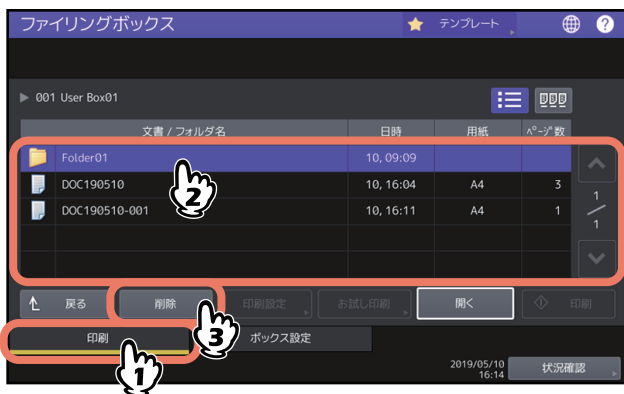 ファイリングボックス
テンプレート
?
001 User Box01
文書 / フォルダ名 日時 用紙 ページ数
Folder01 10, 09:09
DOC190510 10, 16:04 A4 3
DOC190510-001 10, 16:11 A4 1
1
1
2
戻る 削除 印刷設定 お試し印刷 開く 印刷
3
印刷 ボックス設定
1
2019/05/10
16:14
状況確認